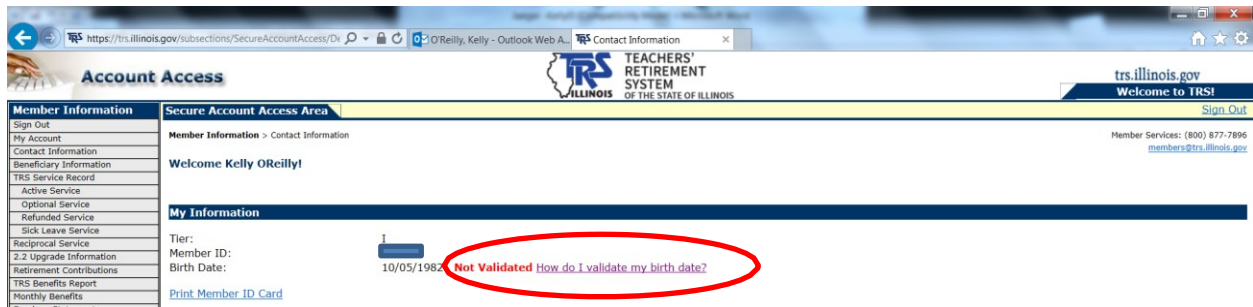 https://trs.illinois.gov/subsections/SecureAccountAccess/De
O'Reilly, Kelly - Outlook Web A...
TRS Contact Information
Account Access
TRS
ILLINOIS
TEACHERS'
RETIREMENT
SYSTEM
OF THE STATE OF ILLINOIS
trs.illinois.gov
Welcome to TRS!
Member Information
Secure Account Access Area
Sign Out
Sign Out
My Account
Contact Information
Beneficiary Information
TRS Service Record
Active Service
Optional Service
Refunded Service
Sick Leave Service
Reciprocal Service
2.2 Upgrade Information
Retirement Contributions
TRS Benefits Report
Monthly Benefits
Member Information > Contact Information
Member Services: (800) 877-7896
members@trs.illinois.gov
Welcome Kelly OReilly!
My Information
Tier: I
Member ID:
Birth Date: 10/05/1982 Not Validated How do I validate my birth date?
Print Member ID Card